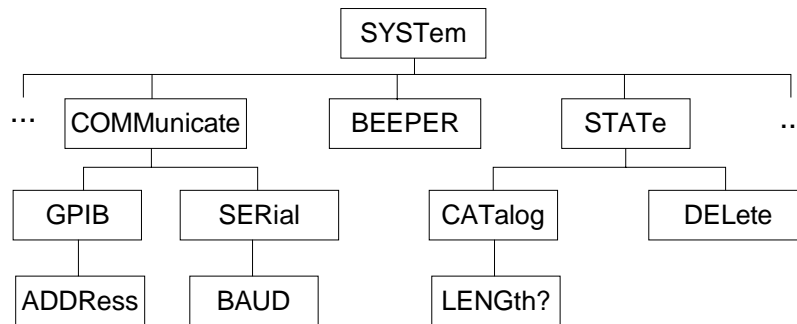 SYSTem
... COMMunicate BEEPER STATe ..
GPIB SERial CATalog DELete
ADDRess BAUD LENGth?